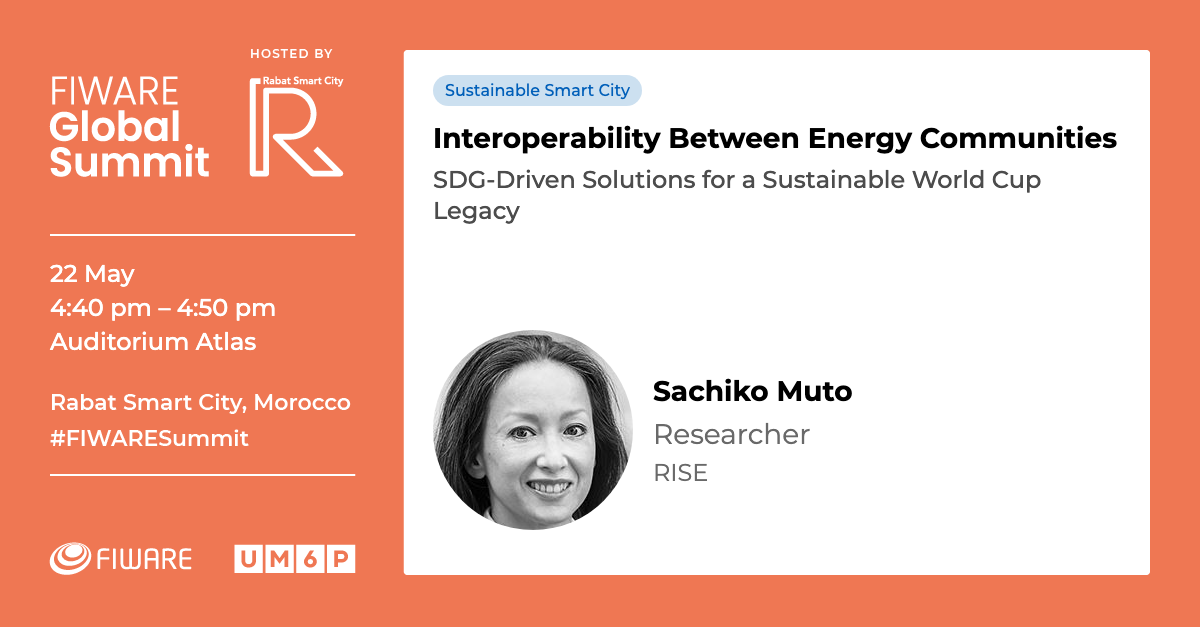 FIWARE
Global
Summit
HOSTED BY
Rabat Smart City
R
22 May
4:40 pm – 4:50 pm
Auditorium Atlas
Rabat Smart City, Morocco
#FIWARESummit
FIWARE
UM6P
Sustainable Smart City
Interoperability Between Energy Communities
SDG-Driven Solutions for a Sustainable World Cup
Legacy
Sachiko Muto
Researcher
RISE